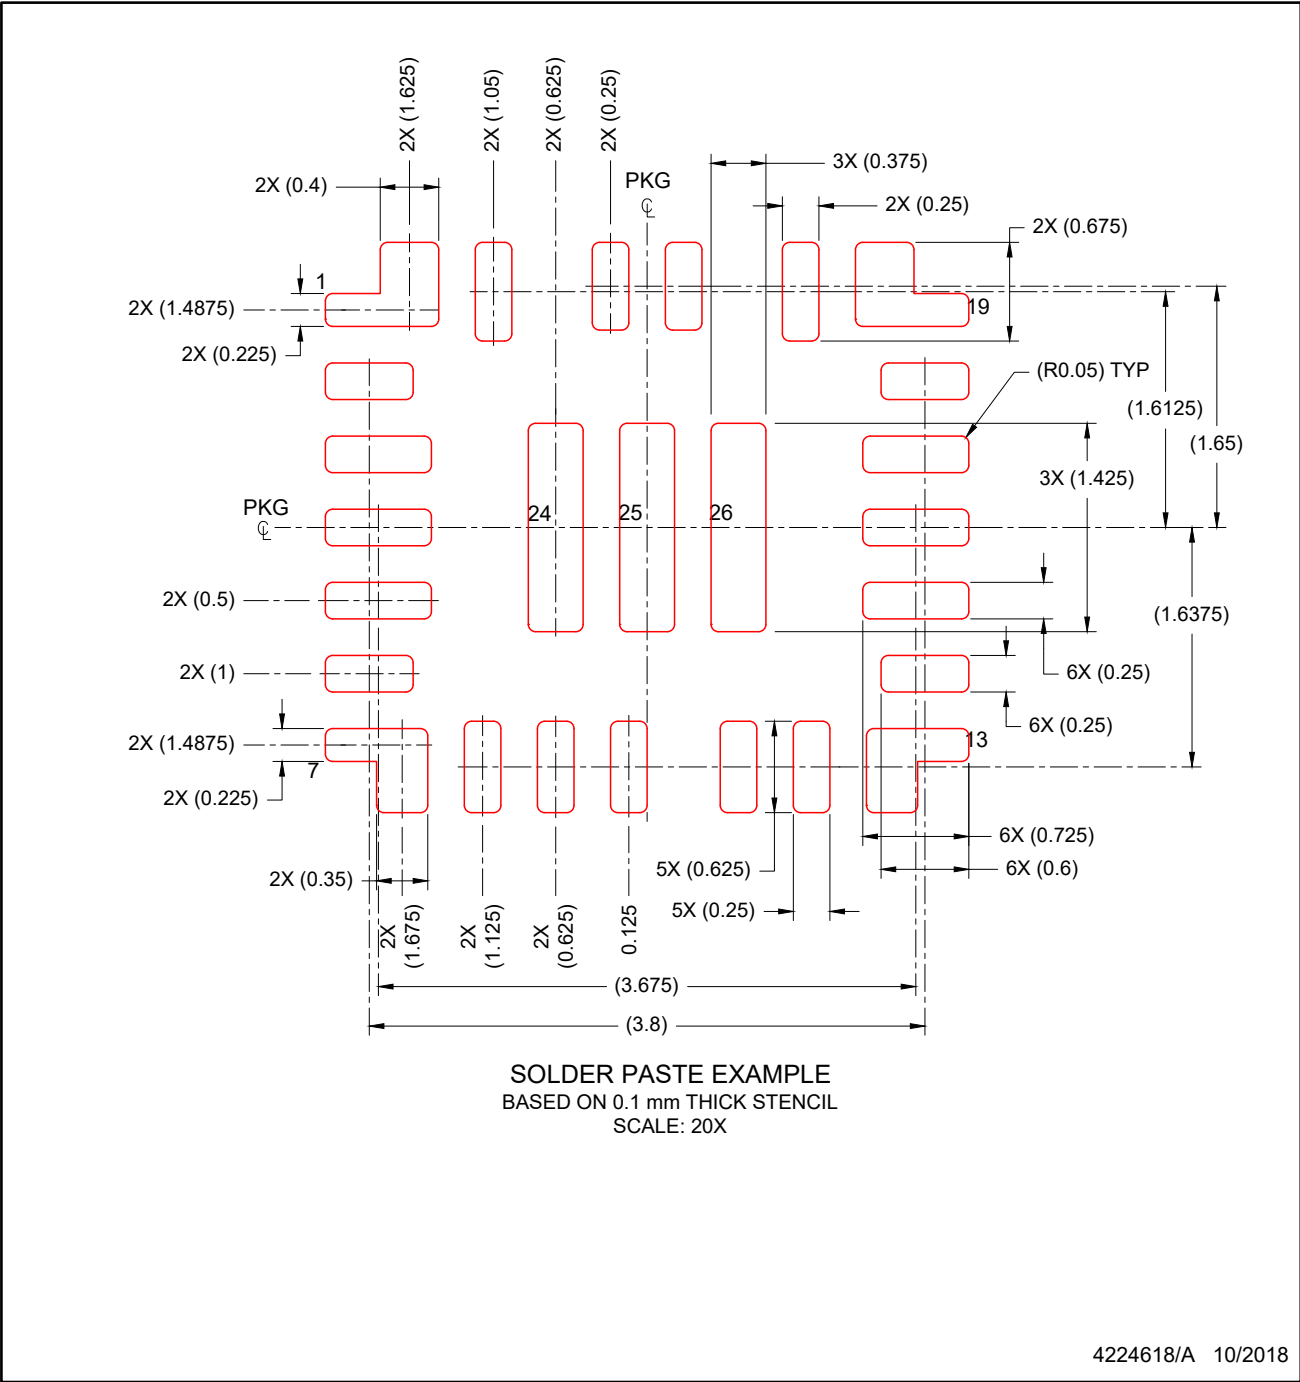 2X (1.625)
2X (1.05)
2X (0.625)
2X (0.25)
3X (0.375)
2X (0.4)
PKG
℄
2X (0.25)
2X (0.675)
1
2X (1.4875)
19
2X (0.225)
(R0.05) TYP
(1.6125)
(1.65)
3X (1.425)
PKG
℄
24
25
26
2X (0.5)
(1.6375)
2X (1)
6X (0.25)
6X (0.25)
2X (1.4875)
13
7
2X (0.225)
6X (0.725)
5X (0.625)
6X (0.6)
2X (0.35)
5X (0.25)
2X
(1.675)
2X
(1.125)
2X
(0.625)
0.125
(3.675)
(3.8)
SOLDER PASTE EXAMPLE
BASED ON 0.1 mm THICK STENCIL
SCALE: 20X
4224618/A 10/2018